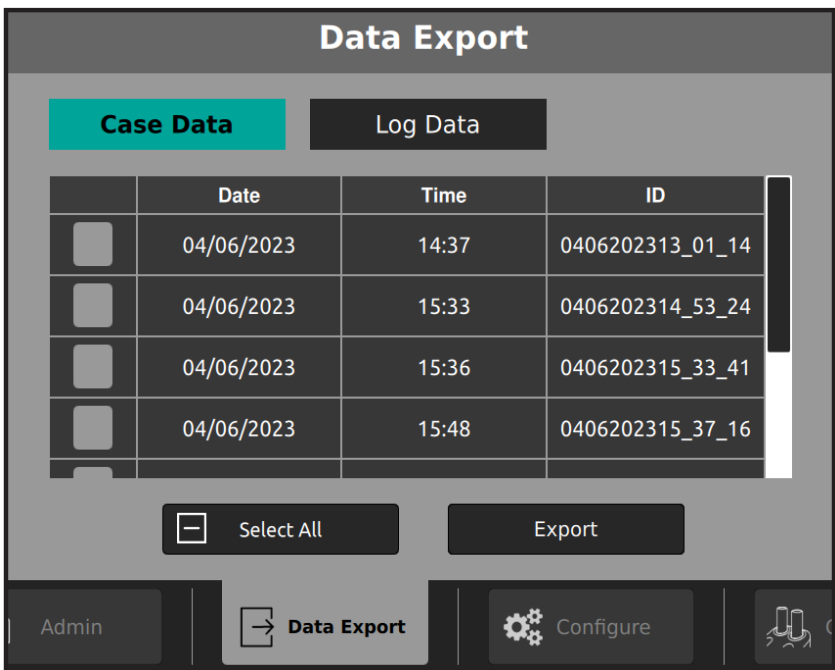 Data Export
Case Data Log Data
Date Time ID
04/06/2023 14:37 0406202313_01_14
04/06/2023 15:33 0406202314_53_24
04/06/2023 15:36 0406202315_33_41
04/06/2023 15:48 0406202315_37_16
Select All Export
Admin Data Export Configure